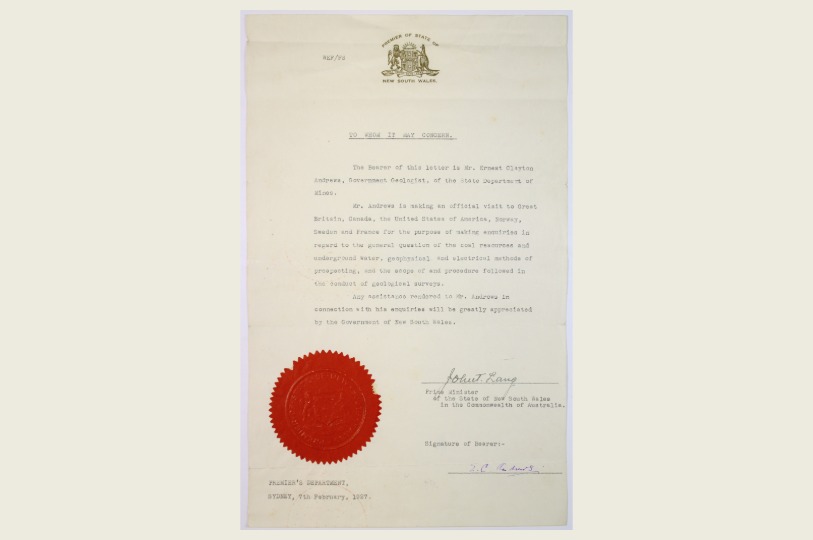 PREMIER OF STATE OF
NEW SOUTH WALES.
TO WHOM IT MAY CONCERN.
The Bearer of this letter is Mr. Ernest Clayton
Andrews, Government Geologist, of the State Department of
Mines.
Mr. Andrews is making an official visit to Great
Britain, Canada, the United States of America, Norway,
Sweden and France for the purpose of making enquiries in
regard to the general question of the coal resources and
underground water, geophysical and electrical methods of
prospecting, and the scope of and procedure followed in
the conduct of geological surveys.
Any assistance rendered to Mr. Andrews in
connection with his enquiries will be greatly appreciated
by the Government of New South Wales.
John T. Lang
Prime Minister
of the State of New South Wales
in the Commonwealth of Australia.
Signature of Bearer:-
E.C. Andrews
PREMIER'S DEPARTMENT,
SYDNEY, 7th February, 1927.